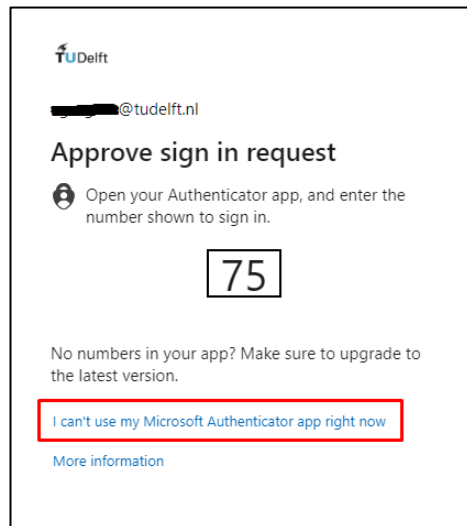 TUDelft
@tudelft.nl
Approve sign in request
Open your Authenticator app, and enter the
number shown to sign in.
75
No numbers in your app? Make sure to upgrade to
the latest version.
I can't use my Microsoft Authenticator app right now
More information